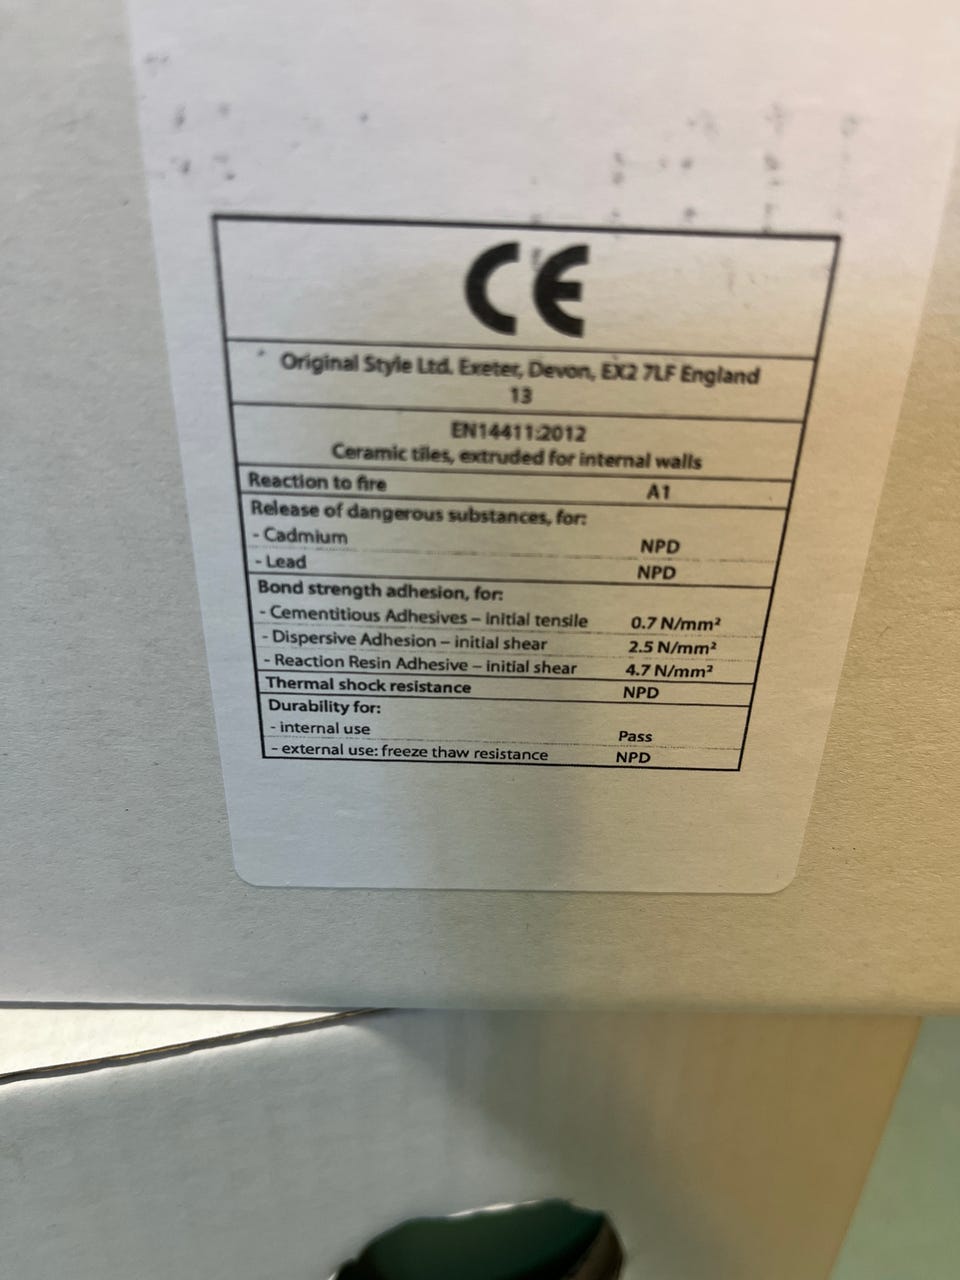 CE
Original Style Ltd. Exeter, Devon, EX2 7LF England
13
EN14411:2012
Ceramic tiles, extruded for internal walls
Reaction to fire A1
Release of dangerous substances, for:
- Cadmium NPD
- Lead NPD
Bond strength adhesion, for:
- Cementitious Adhesives – initial tensile 0.7 N/mm²
- Dispersive Adhesion – initial shear 2.5 N/mm²
- Reaction Resin Adhesive – initial shear 4.7 N/mm²
Thermal shock resistance NPD
Durability for:
- internal use Pass
- external use: freeze thaw resistance NPD